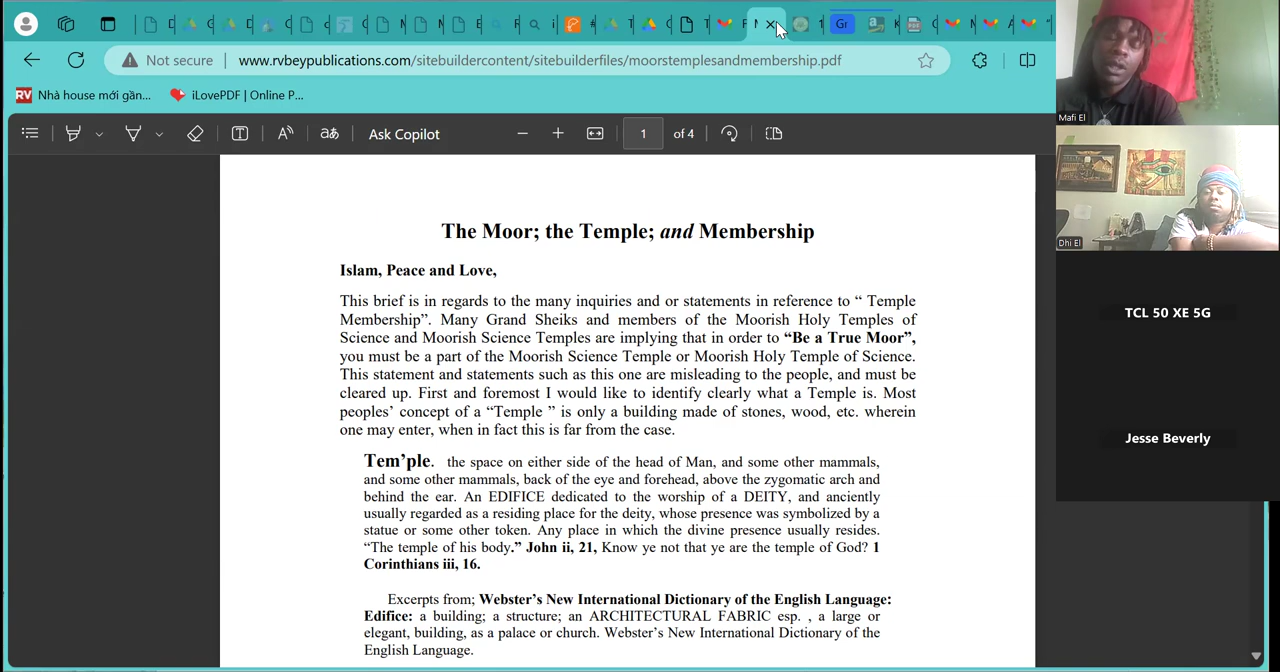 Gr
Not secure
www.rvbeypublications.com/sitebuildercontent/sitebuilderfiles/moorstemplesandmembership.pdf
RV
Nhà house mới gần...
iLovePDF | Online P...
Ask Copilot
1
of 4
The Moor; the Temple; and Membership
Islam, Peace and Love,
This brief is in regards to the many inquiries and or statements in reference to “ Temple
Membership”. Many Grand Sheiks and members of the Moorish Holy Temples of
Science and Moorish Science Temples are implying that in order to “Be a True Moor”,
you must be a part of the Moorish Science Temple or Moorish Holy Temple of Science.
This statement and statements such as this one are misleading to the people, and must be
cleared up. First and foremost I would like to identify clearly what a Temple is. Most
peoples’ concept of a “Temple ” is only a building made of stones, wood, etc. wherein
one may enter, when in fact this is far from the case.
Tem’ple. the space on either side of the head of Man, and some other mammals,
and some other mammals, back of the eye and forehead, above the zygomatic arch and
behind the ear. An EDIFICE dedicated to the worship of a DEITY, and anciently
usually regarded as a residing place for the deity, whose presence was symbolized by a
statue or some other token. Any place in which the divine presence usually resides.
“The temple of his body.” John ii, 21, Know ye not that ye are the temple of God? 1
Corinthians iii, 16.
Excerpts from; Webster’s New International Dictionary of the English Language:
Edifice: a building; a structure; an ARCHITECTURAL FABRIC esp. , a large or
elegant, building, as a palace or church. Webster’s New International Dictionary of the
English Language.
Mafi El
Dhi El
TCL 50 XE 5G
Jesse Beverly